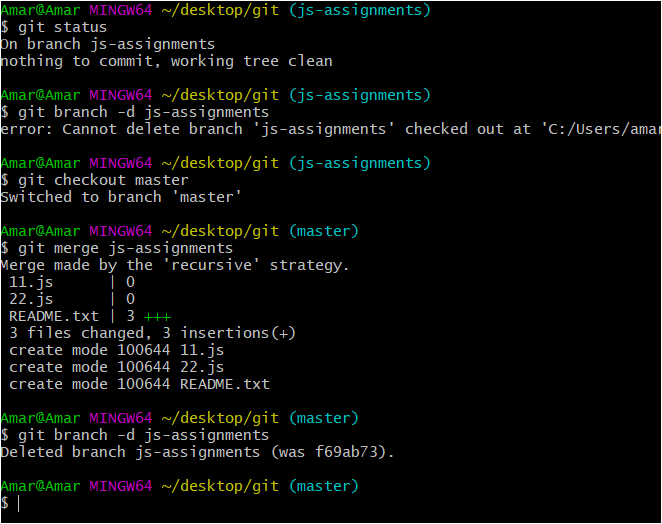 Amar@Amar MINGW64 ~/desktop/git (js-assignments)
$ git status
On branch js-assignments
nothing to commit, working tree clean
Amar@Amar MINGW64 ~/desktop/git (js-assignments)
$ git branch -d js-assignments
error: Cannot delete branch 'js-assignments' checked out at 'C:/Users/amar
Amar@Amar MINGW64 ~/desktop/git (js-assignments)
$ git checkout master
Switched to branch 'master'
Amar@Amar MINGW64 ~/desktop/git (master)
$ git merge js-assignments
Merge made by the 'recursive' strategy.
11.js | 0
22.js | 0
README.txt | 3 +++
3 files changed, 3 insertions(+)
create mode 100644 11.js
create mode 100644 22.js
create mode 100644 README.txt
Amar@Amar MINGW64 ~/desktop/git (master)
$ git branch -d js-assignments
Deleted branch js-assignments (was f69ab73).
Amar@Amar MINGW64 ~/desktop/git (master)
$